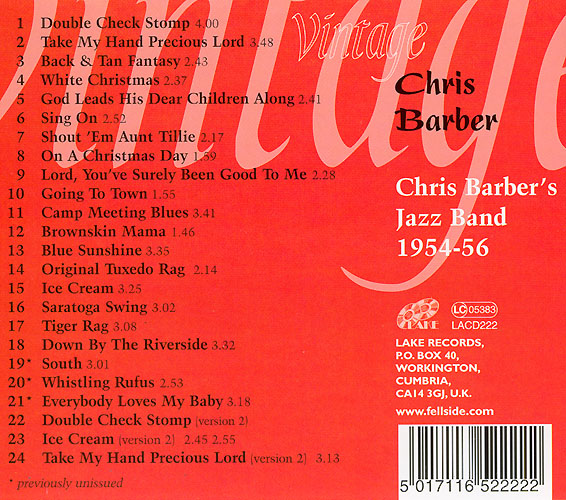 Vintage
1 Double Check Stomp 4.00
2 Take My Hand Precious Lord 3.48
3 Back & Tan Fantasy 2.43
4 White Christmas 2.37
5 God Leads His Dear Children Along 2.41
6 Sing On 2.52
7 Shout 'Em Aunt Tillie 2.17
8 On A Christmas Day 1.59
9 Lord, You've Surely Been Good To Me 2.28
10 Going To Town 1.55
11 Camp Meeting Blues 3.41
12 Brownskin Mama 1.46
13 Blue Sunshine 3.35
14 Original Tuxedo Rag 2.14
15 Ice Cream 3.25
16 Saratoga Swing 3.02
17 Tiger Rag 3.08
18 Down By The Riverside 3.32
19* South 3.01
20* Whistling Rufus 2.53
21* Everybody Loves My Baby 3.18
22 Double Check Stomp (version 2)
23 Ice Cream (version 2) 2.45 2.55
24 Take My Hand Precious Lord (version 2) 3.13
* previously unissued
Vintage
Chris
Barber
Chris Barber's
Jazz Band
1954-56
LAKE
LC 05383
LACD222
LAKE RECORDS,
P.O. BOX 40,
WORKINGTON,
CUMBRIA,
CA14 3GJ, U.K.
www.fellside.com
5 017116 522222